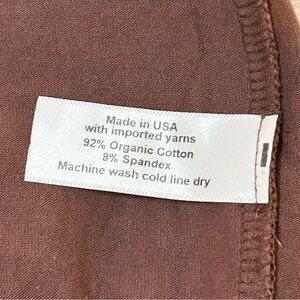 Made in USA
with imported yarns
92% Organic Cotton
8% Spandex
Machine wash cold line dry